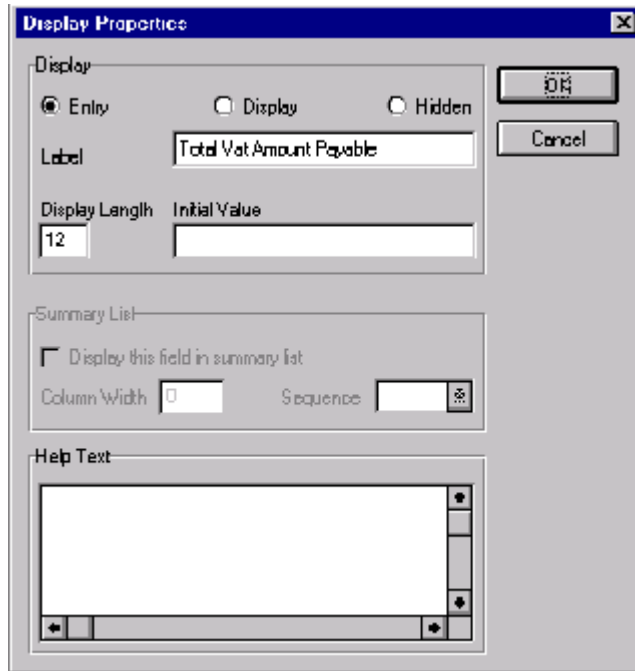 Display Properties
Display
Entry Display Hidden
OK
Label Total Vat Amount Payable
Cancel
Display Length Initial Value
12
Summary List
Display this field in summary list
Column Width 0 Sequence
Help Text